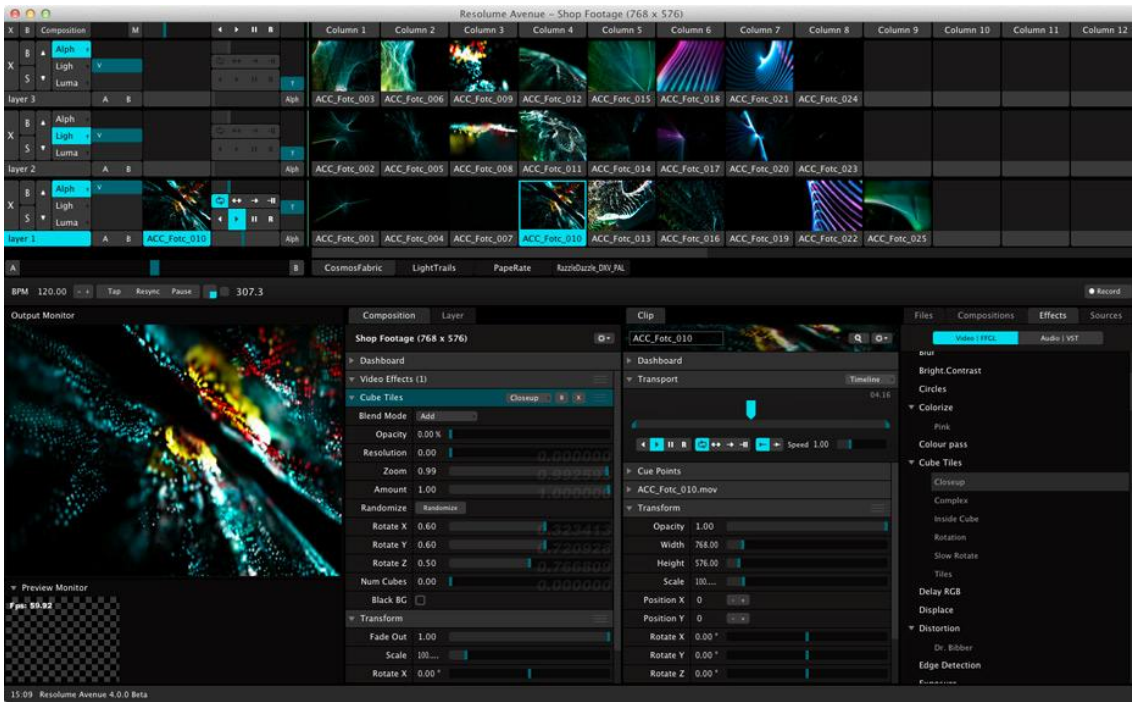 Resolume Avenue - Shop Footage (768 x 576)
X B Composition M Column 1 Column 2 Column 3 Column 4 Column 5 Column 6 Column 7 Column 8 Column 9 Column 10 Column 11 Column 12
B Alph
X Ligh V
S Luma T
layer 3 A B Alph ACC_Fotc_003 ACC_Fotc_006 ACC_Fotc_009 ACC_Fotc_012 ACC_Fotc_015 ACC_Fotc_018 ACC_Fotc_021 ACC_Fotc_024
B Alph
X Ligh V
S Luma T
layer 2 A B Alph ACC_Fotc_002 ACC_Fotc_005 ACC_Fotc_008 ACC_Fotc_011 ACC_Fotc_014 ACC_Fotc_017 ACC_Fotc_020 ACC_Fotc_023
B Alph V
X Ligh
S Luma T
layer 1 A B ACC_Fotc_010 Alph ACC_Fotc_001 ACC_Fotc_004 ACC_Fotc_007 ACC_Fotc_010 ACC_Fotc_013 ACC_Fotc_016 ACC_Fotc_019 ACC_Fotc_022 ACC_Fotc_025
A B CosmosFabric LightTrails PapeRate RazzleDazzle_DXV_PAL
BPM 120.00 - + Tap Resync Pause 307.3 Record
Output Monitor
Preview Monitor
Fps: 59.92
Composition Layer
Shop Footage (768 x 576)
Dashboard
Video Effects (1)
Cube Tiles Closeup B X
Blend Mode Add
Opacity 0.00 %
Resolution 0.00 0.000000
Zoom 0.99
Amount 1.00 1.000000
Randomize Randomize
Rotate X 0.60
Rotate Y 0.60
Rotate Z 0.50
Num Cubes 0.00 0.000000
Black BG
Transform
Fade Out 1.00
Scale 100....
Rotate X 0.00 °
Clip
ACC_Fotc_010
Dashboard
Transport Timeline
04.16
Speed 1.00
Cue Points
ACC_Fotc_010.mov
Transform
Opacity 1.00
Width 768.00
Height 576.00
Scale 100....
Position X 0 - +
Position Y 0 - +
Rotate X 0.00 °
Rotate Y 0.00 °
Rotate Z 0.00 °
Files Compositions Effects Sources
Video | FFGL Audio | VST
Blur
Bright.Contrast
Circles
Colorize
Pink
Colour pass
Cube Tiles
Closeup
Complex
Inside Cube
Rotation
Slow Rotate
Tiles
Delay RGB
Displace
Distortion
Dr. Bibber
Edge Detection
15:09 Resolume Avenue 4.0.0 Beta